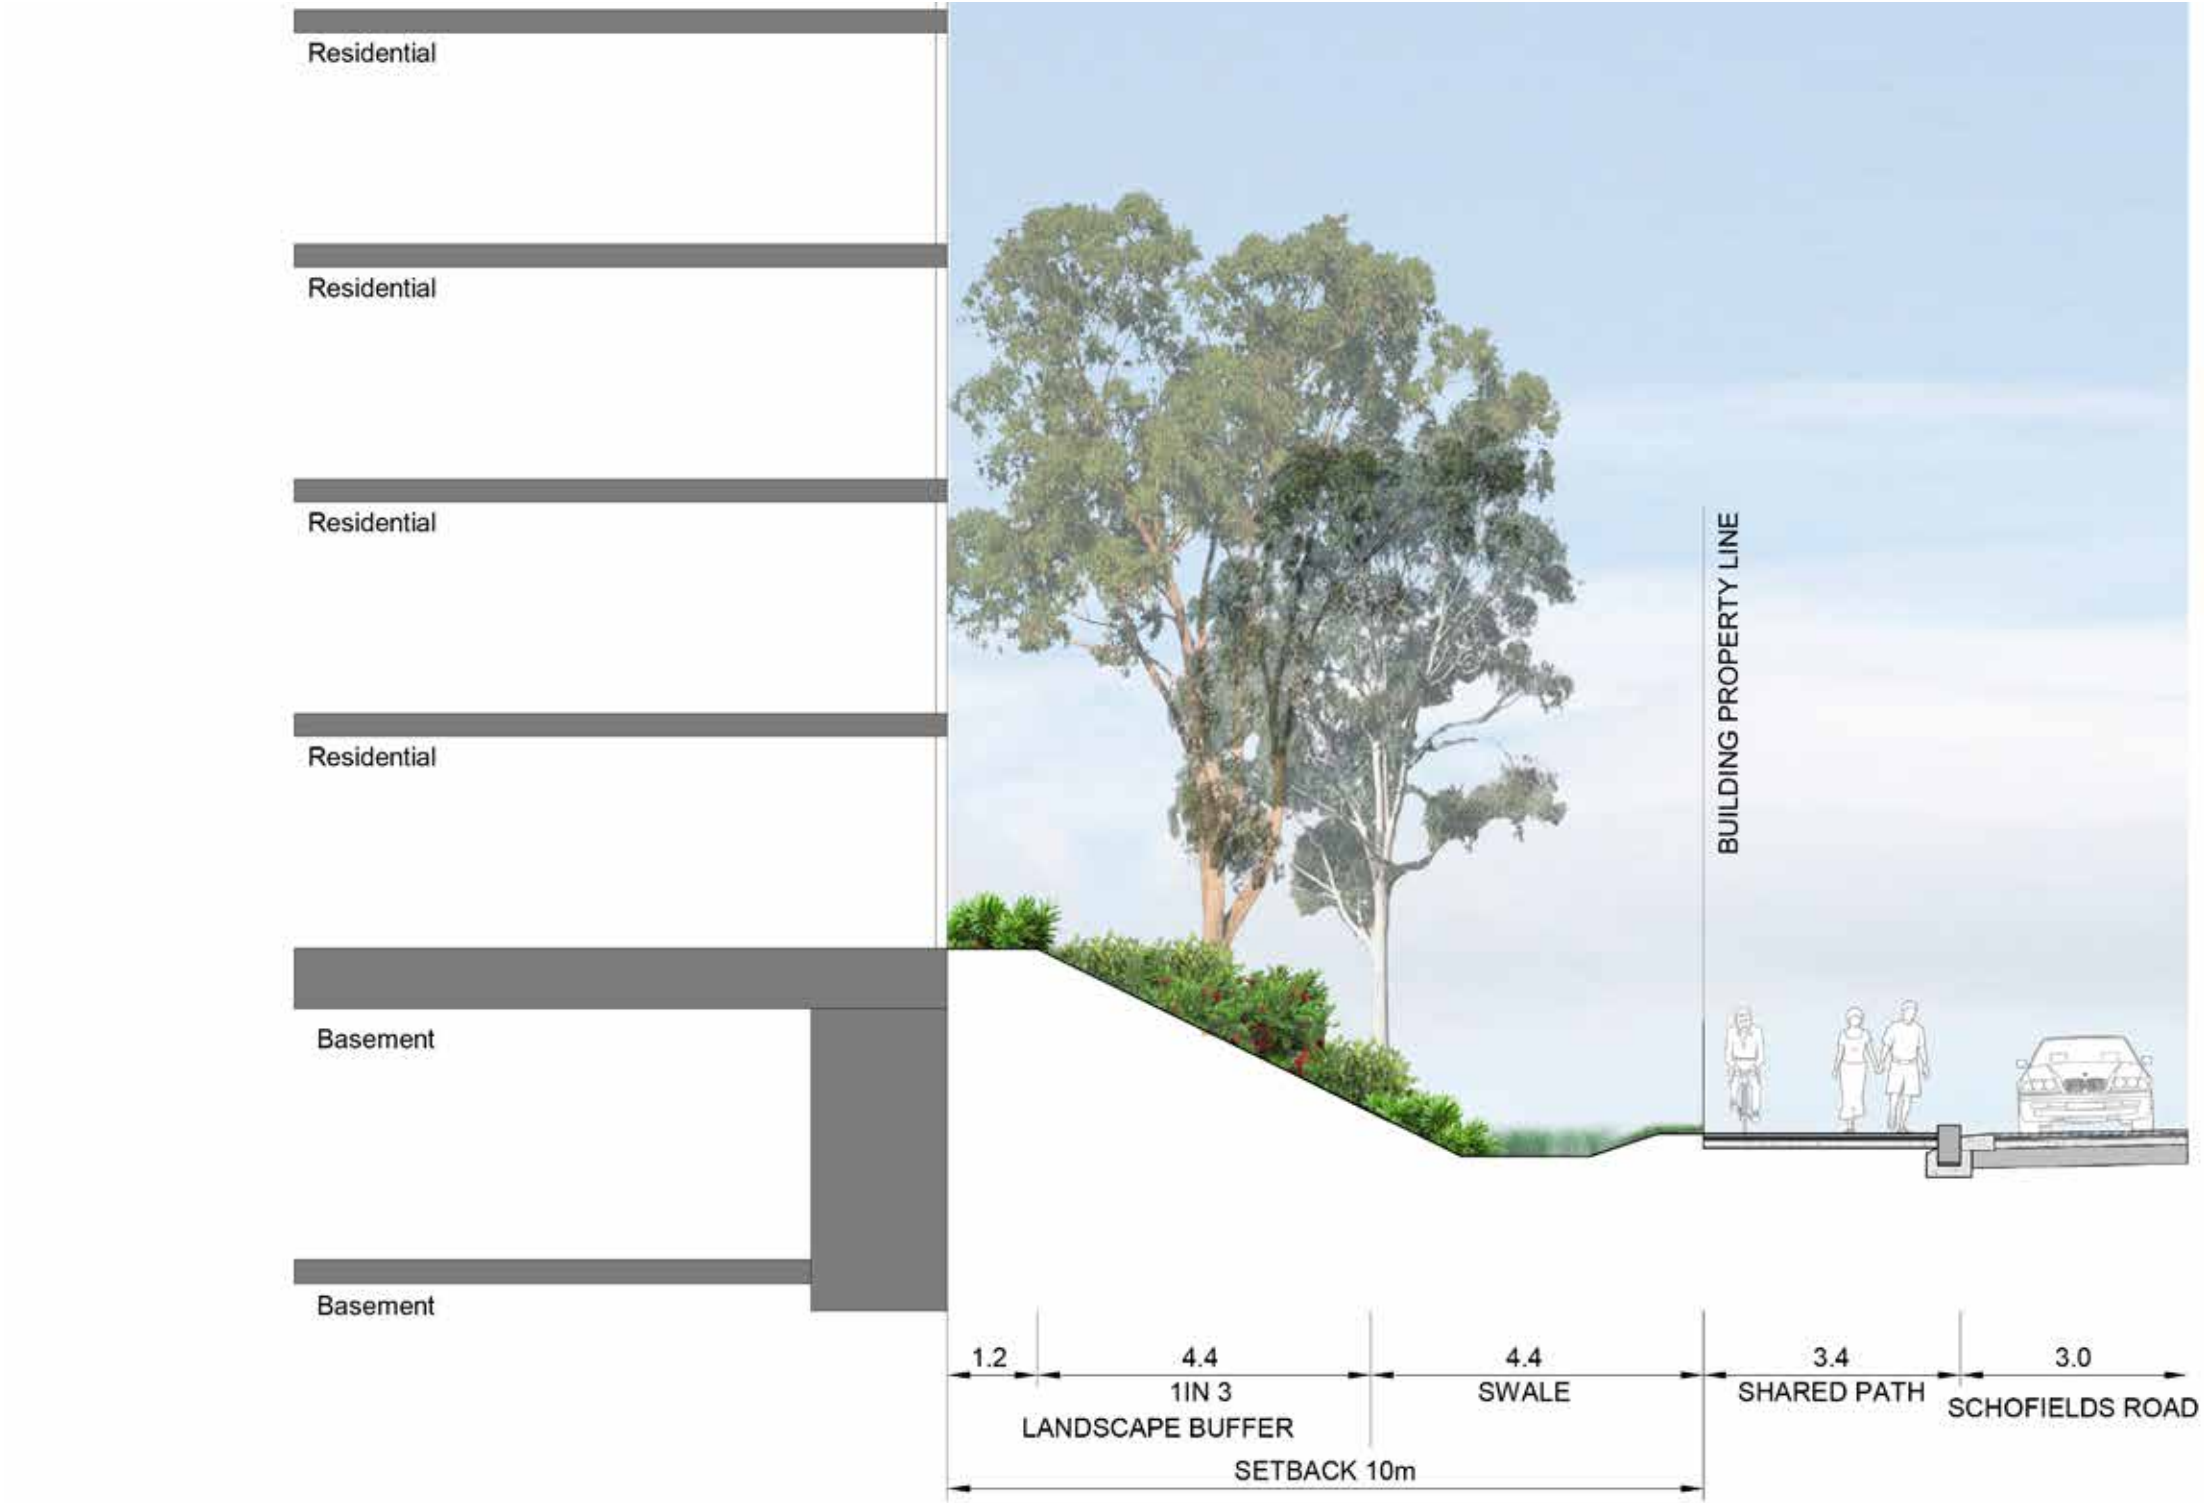 Residential
Residential
Residential
Residential
BUILDING PROPERTY LINE
Basement
Basement
1.2
4.4
4.4
3.4
3.0
1IN 3
SWALE
SHARED PATH
SCHOFIELDS ROAD
LANDSCAPE BUFFER
SETBACK 10m